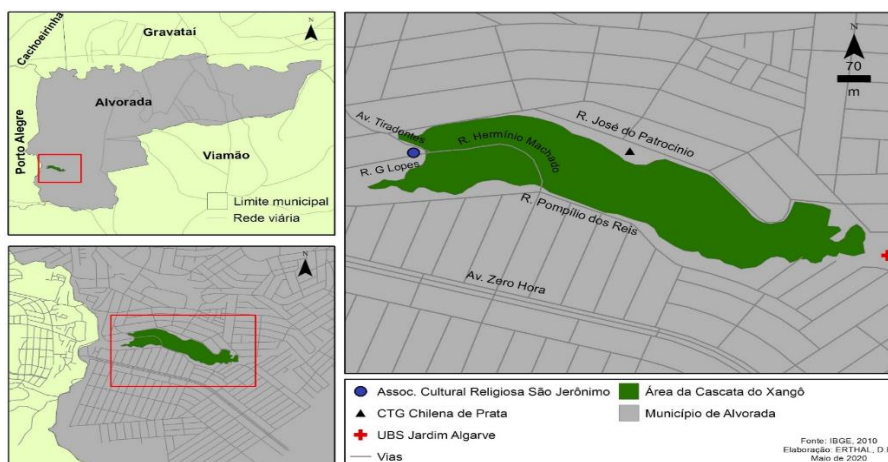 Cachoeirinha
Gravataí
N
Alvorada
Porto Alegre
Viamão
Limite municipal
Rede viária
N
N
70
m
Av. Tiradentes
R. Hermínio Machado
R. José do Patrocínio
R. G Lopes
R. Pompílio dos Reis
Av. Zero Hora
Assoc. Cultural Religiosa São Jerônimo
CTG Chilena de Prata
UBS Jardim Algarve
Vias
Área da Cascata do Xangô
Município de Alvorada
Fonte: IBGE, 2010
Elaboração: ERTHAL, D.
Maio de 2020